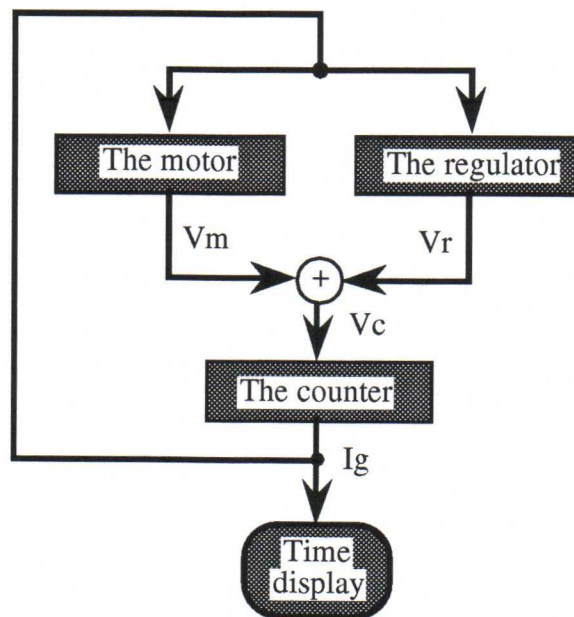 The motor
The regulator
Vm
Vr
+
Vc
The counter
Ig
Time
display